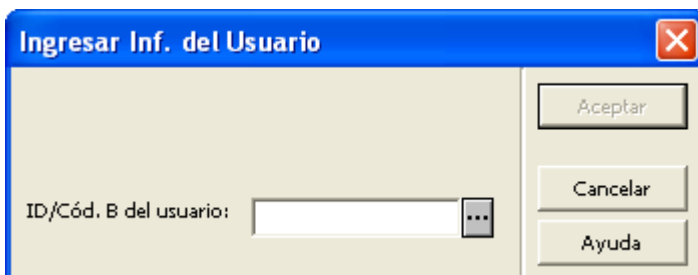 Ingresar Inf. del Usuario
Aceptar
ID/Cód. B del usuario:
...
Cancelar
Ayuda